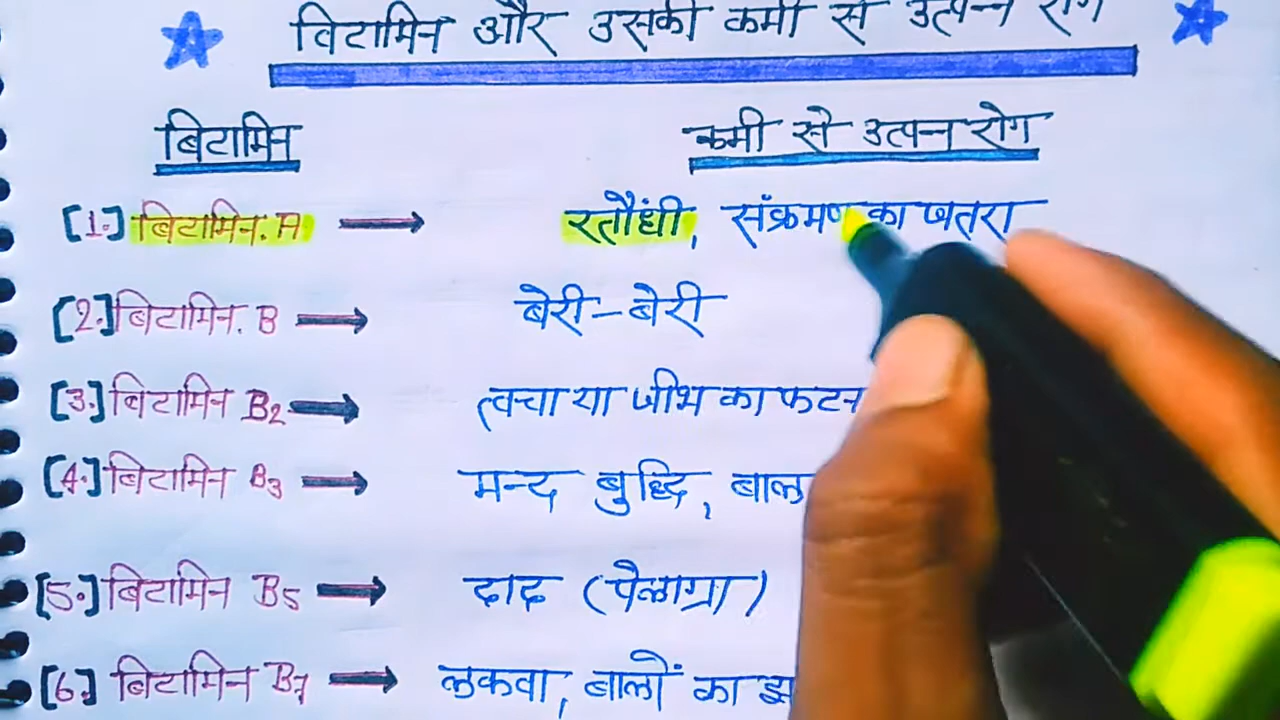 विटामिन और उसकी कमी से उत्पन्न रोग
बिटामिन
कमी से उत्पन्न रोग
[1.] बिटामिन.A → रतौंधी, संक्रमण का खतरा
[2.] बिटामिन.B → बेरी-बेरी
[3.] बिटामिन B2 → त्वचा या जीभ का फटन
[4.] बिटामिन B3 → मन्द बुद्धि, बाल
[5.] बिटामिन B5 → दाद (पेलाग्रा)
[6.] बिटामिन B7 → लकवा, बालों का